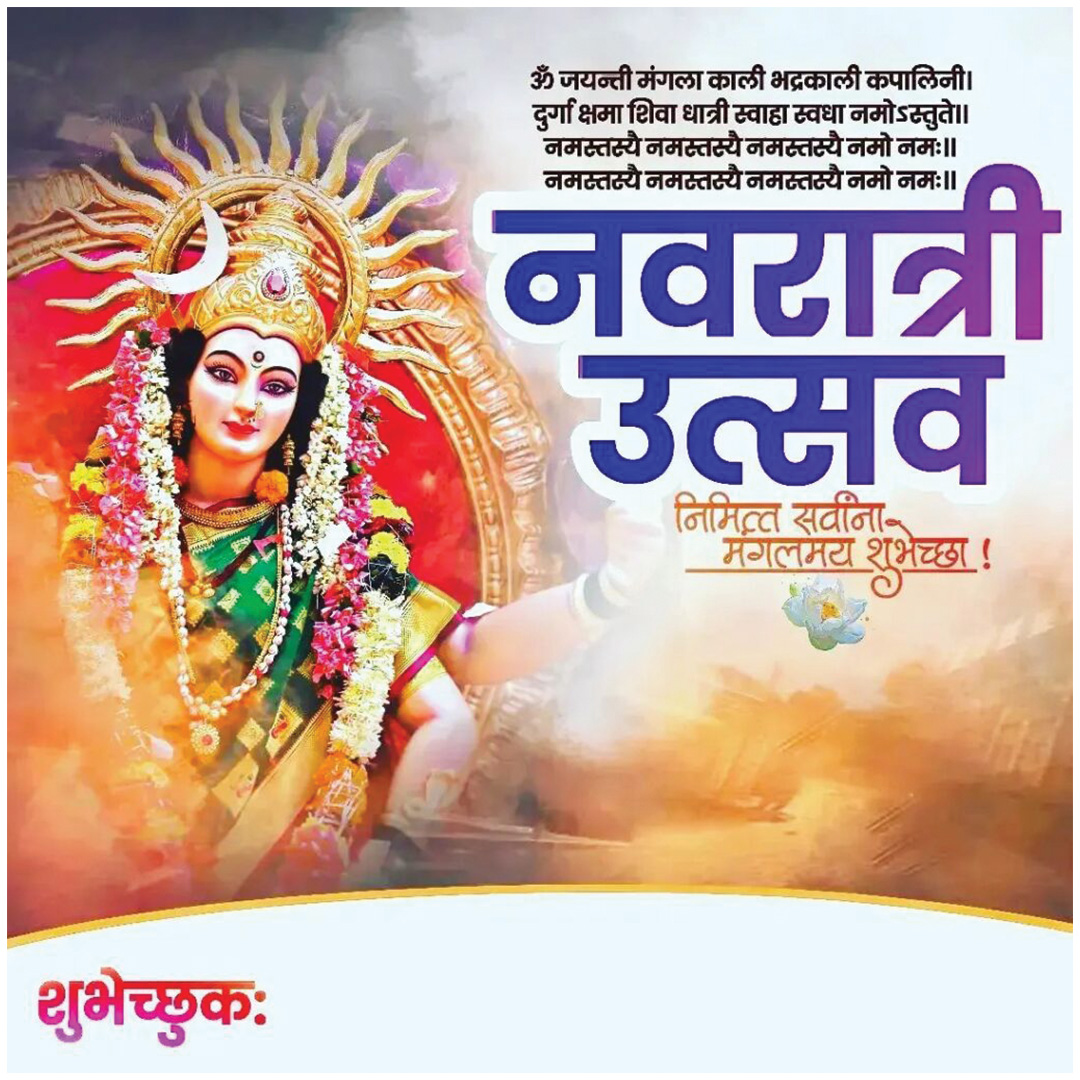 ॐ जयन्ती मंगला काली भद्रकाली कपालिनी।
दुर्गा क्षमा शिवा धात्री स्वाहा स्वधा नमोऽस्तुते॥
नमस्तस्यै नमस्तस्यै नमस्तस्यै नमो नमः॥
नमस्तस्यै नमस्तस्यै नमस्तस्यै नमो नमः॥
नवरात्री
उत्सव
निमित्त सर्वांना
मंगलमय शुभेच्छा !
शुभेच्छुक: